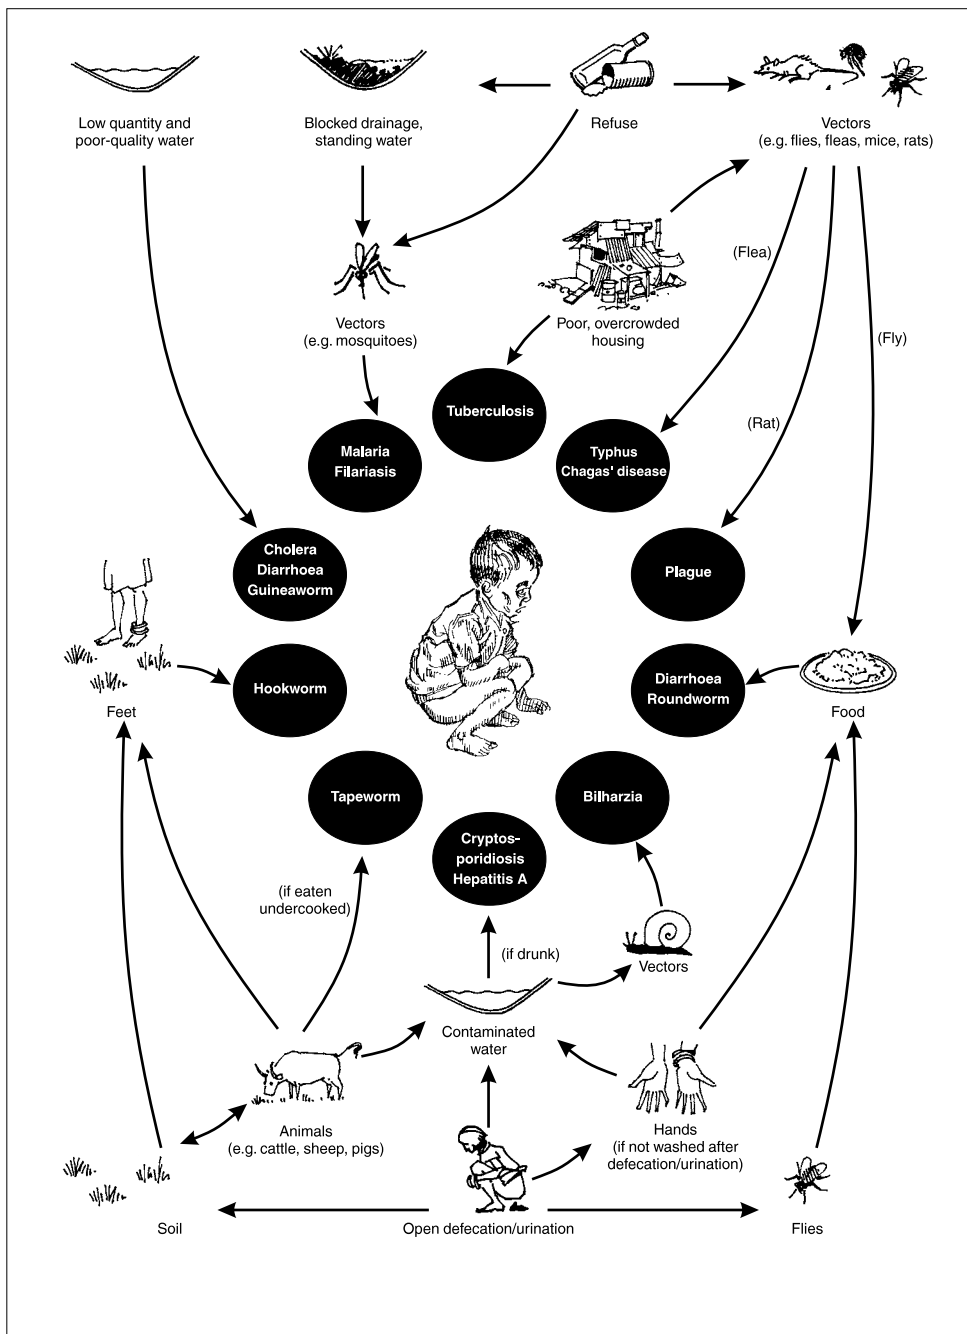 Low quantity and
poor-quality water
Blocked drainage,
standing water
Refuse
Vectors
(e.g. flies, fleas, mice, rats)
(Flea)
Vectors
(e.g. mosquitoes)
Poor, overcrowded
housing
(Fly)
Tuberculosis
(Rat)
Malaria
Filariasis
Typhus
Chagas' disease
Cholera
Diarrhoea
Guineaworm
Plague
Hookworm
Diarrhoea
Roundworm
Feet
Food
Tapeworm
Bilharzia
Cryptos-
poridiosis
Hepatitis A
(if eaten
undercooked)
(if drunk)
Vectors
Contaminated
water
Animals
(e.g. cattle, sheep, pigs)
Hands
(if not washed after
defecation/urination)
Soil
Open defecation/urination
Flies